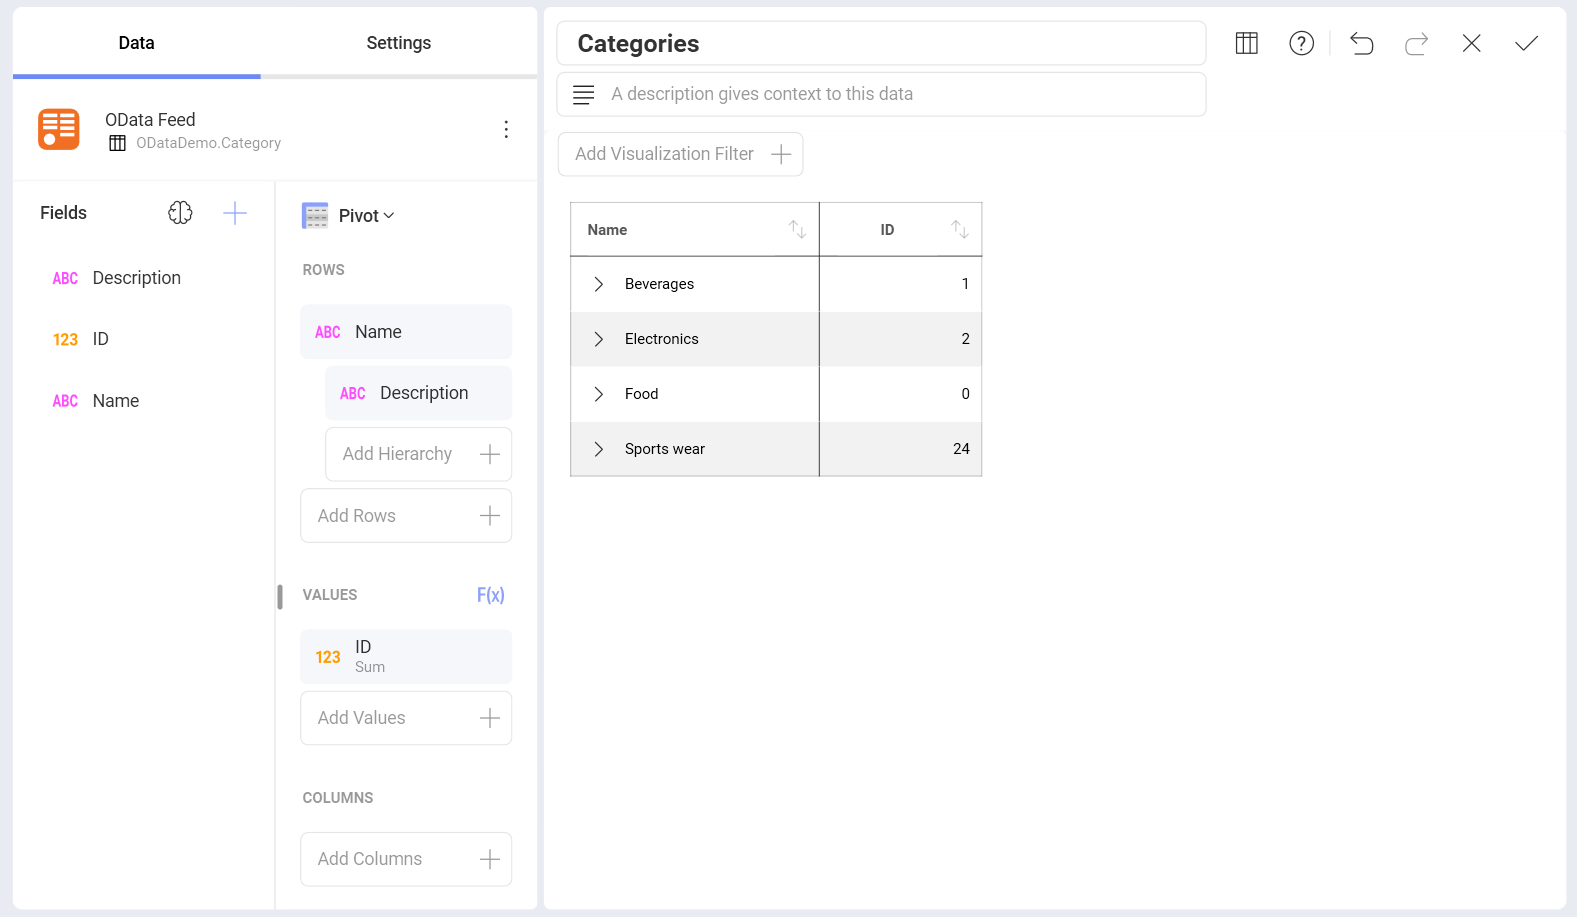 Data
Settings
OData Feed
ODataDemo.Category
Fields
ABC Description
123 ID
ABC Name
Pivot
ROWS
ABC Name
ABC Description
Add Hierarchy
Add Rows
VALUES F(x)
123 ID
Sum
Add Values
COLUMNS
Add Columns
Categories
?
A description gives context to this data
Add Visualization Filter
Name ID
Beverages 1
Electronics 2
Food 0
Sports wear 24